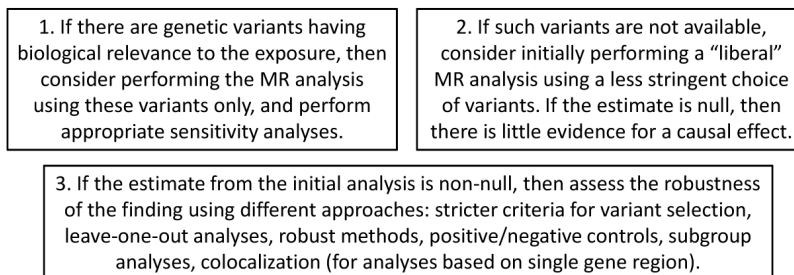 1. If there are genetic variants having
biological relevance to the exposure, then
consider performing the MR analysis
using these variants only, and perform
appropriate sensitivity analyses.
2. If such variants are not available,
consider initially performing a “liberal”
MR analysis using a less stringent choice
of variants. If the estimate is null, then
there is little evidence for a causal effect.
3. If the estimate from the initial analysis is non-null, then assess the robustness
of the finding using different approaches: stricter criteria for variant selection,
leave-one-out analyses, robust methods, positive/negative controls, subgroup
analyses, colocalization (for analyses based on single gene region).